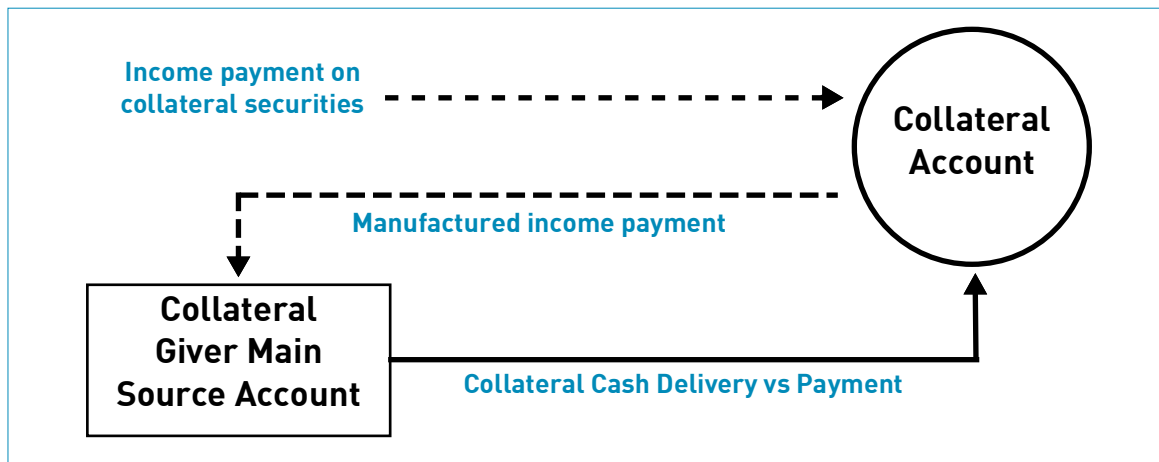 Income payment on
collateral securities
Collateral
Account
Manufactured income payment
Collateral
Giver Main
Source Account
Collateral Cash Delivery vs Payment